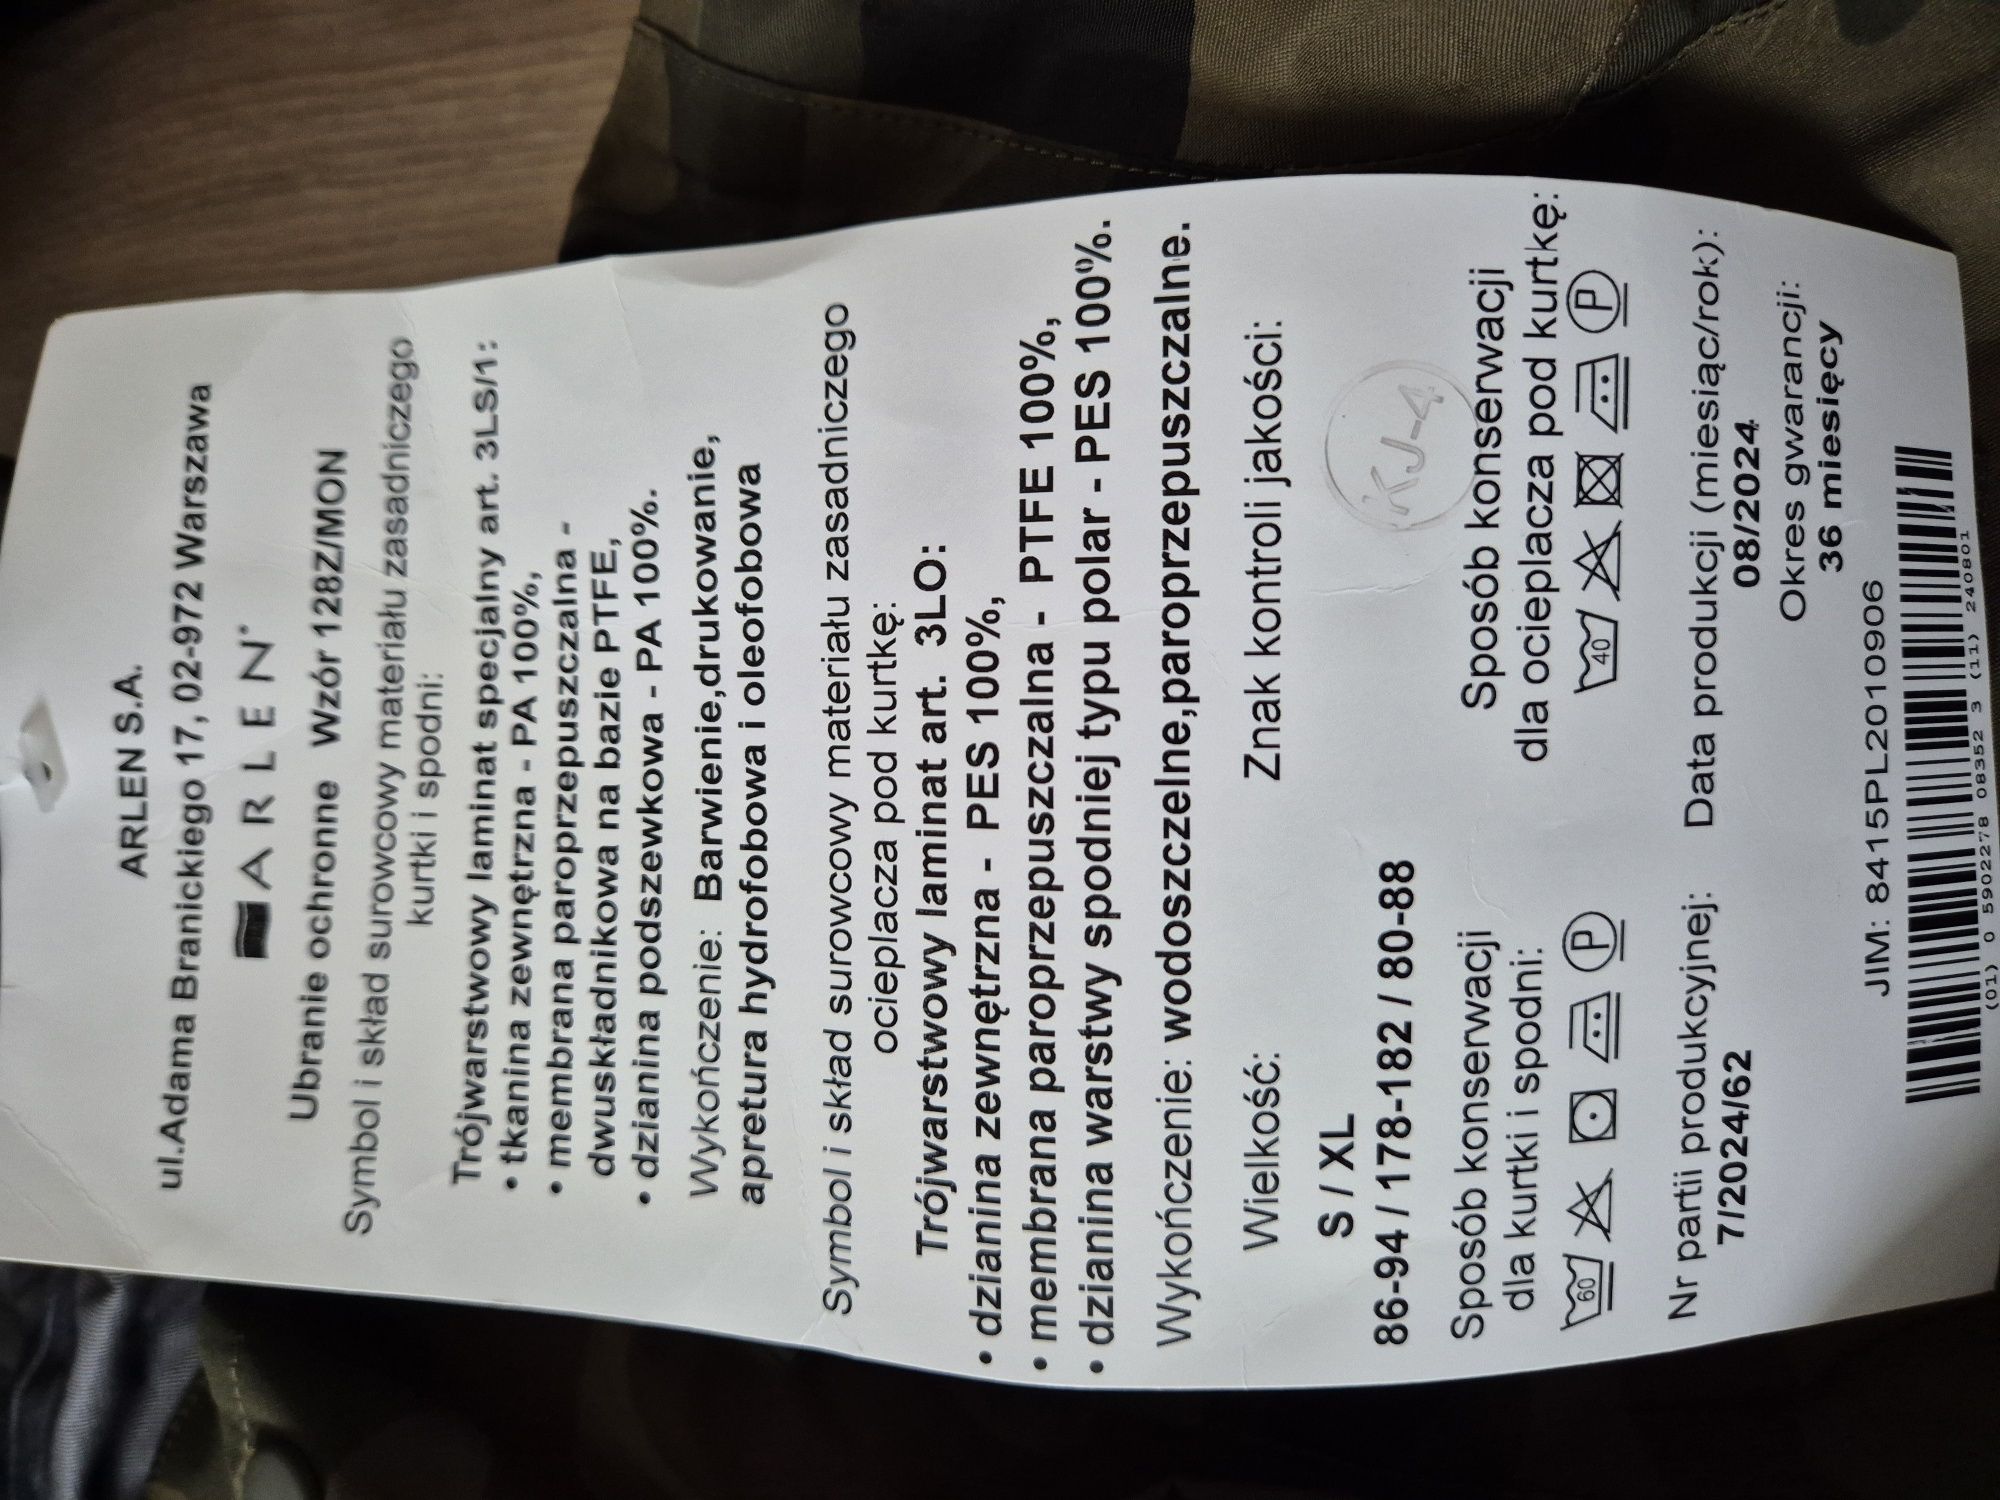 ARLEN S.A.
ul.Adama Branickiego 17, 02-972 Warszawa
ARLEN
Ubranie ochronne Wzór 128Z/MON
Symbol i skład surowcowy materiału zasadniczego
kurtki i spodni:
Trójwarstwowy laminat specjalny art. 3LS/1:
• tkanina zewnętrzna - PA 100%,
• membrana paroprzepuszczalna -
dwuskładnikowa na bazie PTFE,
• dzianina podszewkowa - PA 100%.
Wykończenie: Barwienie,drukowanie,
apretura hydrofobowa i oleofobowa
Symbol i skład surowcowy materiału zasadniczego
ocieplacza pod kurtkę:
Trójwarstwowy laminat art. 3LO:
• dzianina zewnętrzna - PES 100%,
• membrana paroprzepuszczalna - PTFE 100%,
• dzianina warstwy spodniej typu polar - PES 100%.
Wykończenie: wodoszczelne,paroprzepuszczalne.
Wielkość:
S / XL
86-94 / 178-182 / 80-88
Znak kontroli jakości:
KJ-4
Sposób konserwacji
dla kurtki i spodni:
60 P
Sposób konserwacji
dla ocieplacza pod kurtkę:
40 P
Nr partii produkcyjnej:
7/2024/62
Data produkcji (miesiąc/rok):
08/2024
Okres gwarancji:
36 miesięcy
JIM: 8415PL2010906
(01) 0 5902278 08352 3 (11) 240801